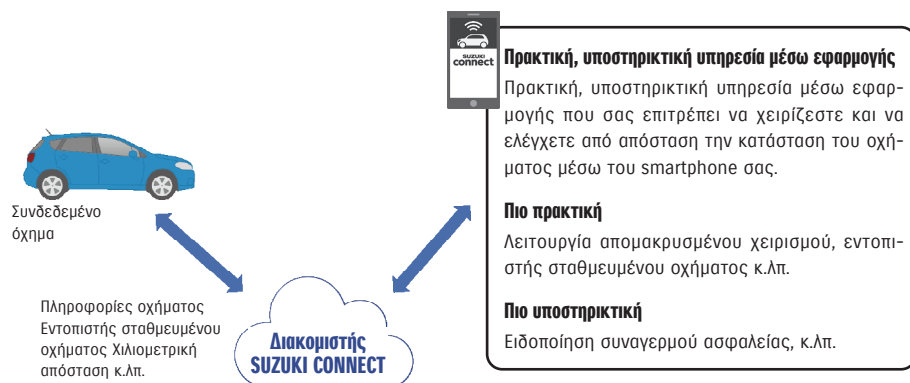 SUZUKI
connect
Πρακτική, υποστηρικτική υπηρεσία μέσω εφαρμογής
Πρακτική, υποστηρικτική υπηρεσία μέσω εφαρ-
μογής που σας επιτρέπει να χειρίζεστε και να
ελέγχετε από απόσταση την κατάσταση του οχή-
ματος μέσω του smartphone σας.
Πιο πρακτική
Λειτουργία απομακρυσμένου χειρισμού, εντοπι-
στής σταθμευμένου οχήματος κ.λπ.
Πιο υποστηρικτική
Ειδοποίηση συναγερμού ασφαλείας, κ.λπ.
Συνδεδεμένο
όχημα
Πληροφορίες οχήματος
Εντοπιστής σταθμευμένου
οχήματος Χιλιομετρική
απόσταση κ.λπ.
Διακομιστής
SUZUKI CONNECT